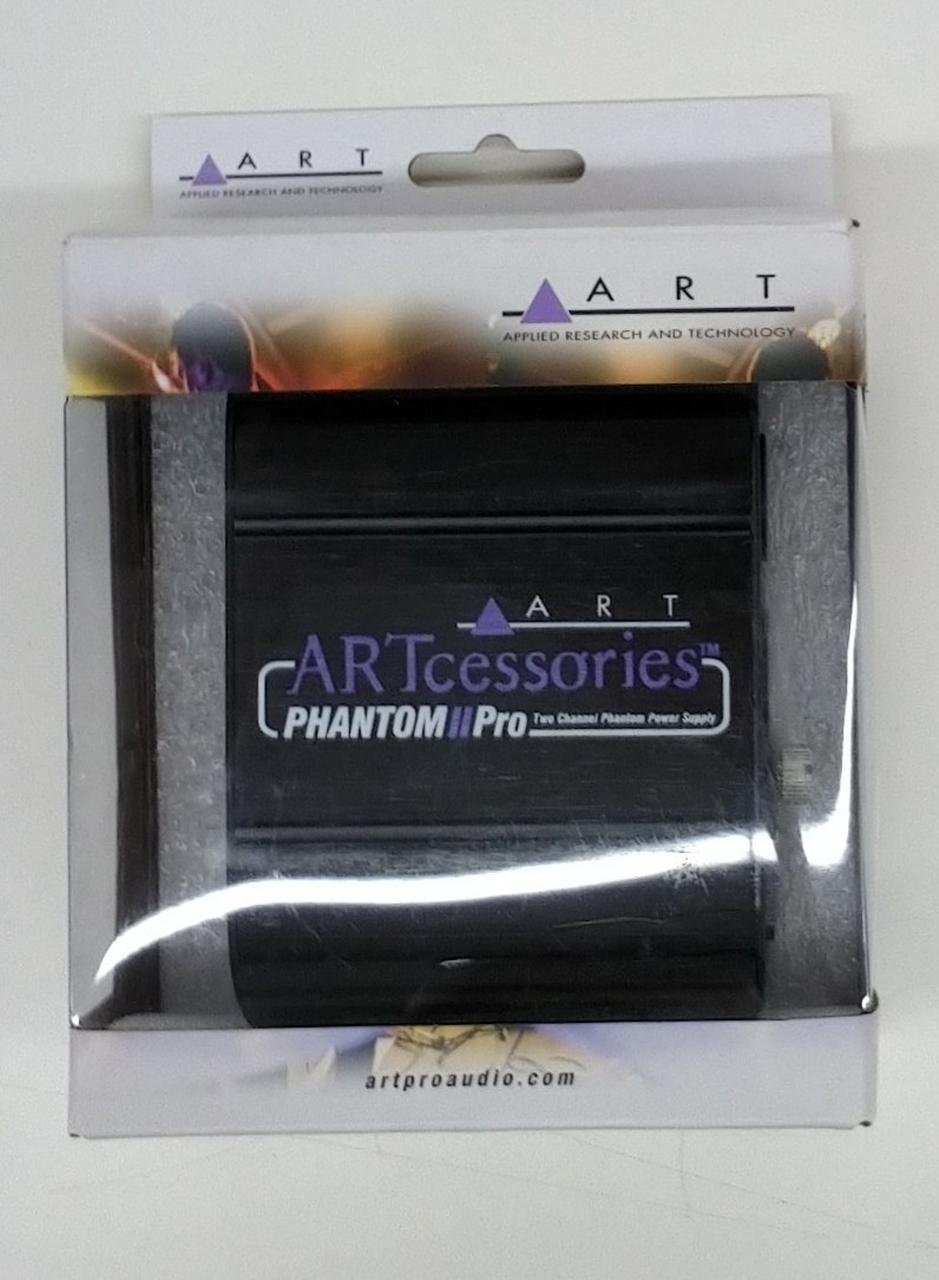 ART
APPLIED RESEARCH AND TECHNOLOGY
ART
APPLIED RESEARCH AND TECHNOLOGY
ART
ARTcessories™
PHANTOM II Pro Two Channel Phantom Power Supply
artproaudio.com